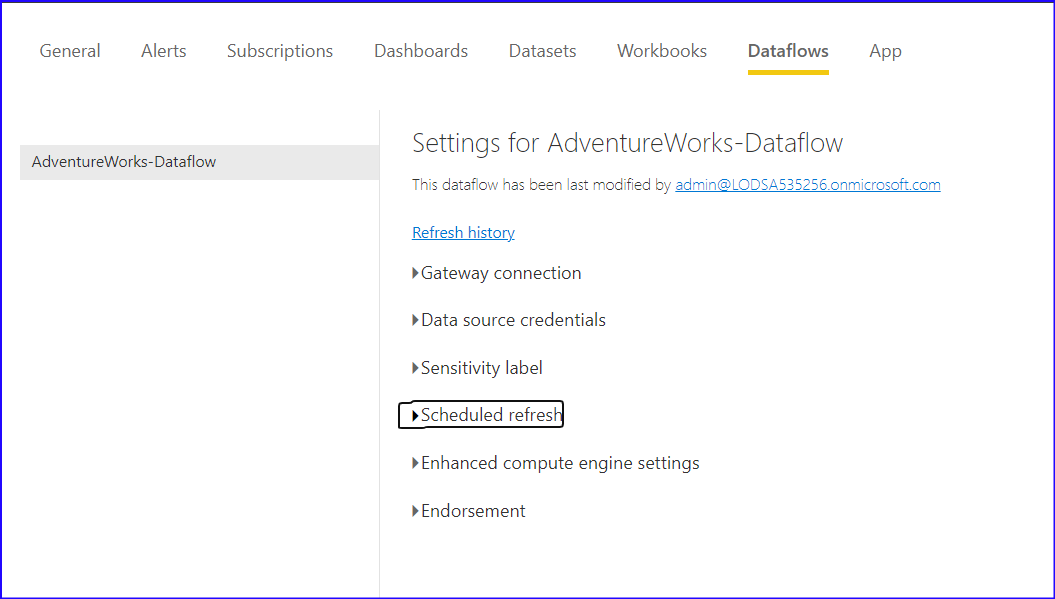 General Alerts Subscriptions Dashboards Datasets Workbooks Dataflows App
AdventureWorks-Dataflow
Settings for AdventureWorks-Dataflow
This dataflow has been last modified by admin@LODSA535256.onmicrosoft.com
Refresh history
Gateway connection
Data source credentials
Sensitivity label
Scheduled refresh
Enhanced compute engine settings
Endorsement